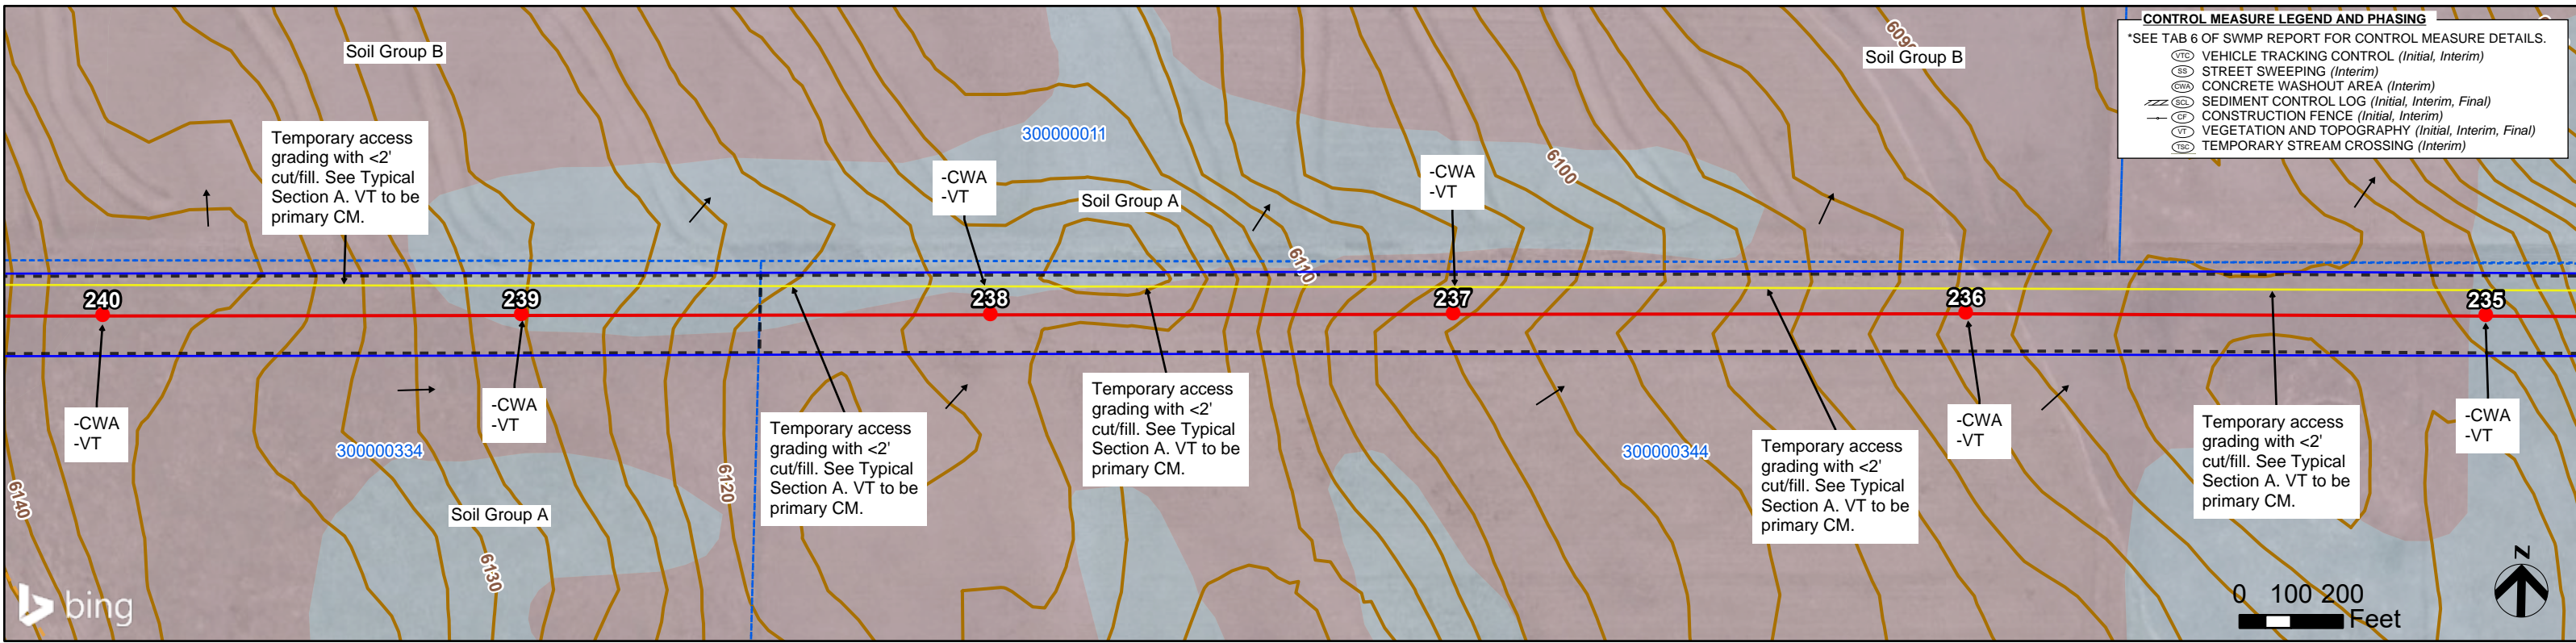 CONTROL MEASURE LEGEND AND PHASING
*SEE TAB 6 OF SWMP REPORT FOR CONTROL MEASURE DETAILS.
VTC VEHICLE TRACKING CONTROL (Initial, Interim)
SS STREET SWEEPING (Interim)
CWA CONCRETE WASHOUT AREA (Interim)
SCL SEDIMENT CONTROL LOG (Initial, Interim, Final)
CF CONSTRUCTION FENCE (Initial, Interim)
VT VEGETATION AND TOPOGRAPHY (Initial, Interim, Final)
TSC TEMPORARY STREAM CROSSING (Interim)
Soil Group B
Soil Group B
Temporary access
grading with <2'
cut/fill. See Typical
Section A. VT to be
primary CM.
300000011
6100
-CWA
-VT
Soil Group A
-CWA
-VT
6110
240
239
238
237
236
235
-CWA
-VT
-CWA
-VT
300000334
6140
6130
6120
Soil Group A
Temporary access
grading with <2'
cut/fill. See Typical
Section A. VT to be
primary CM.
Temporary access
grading with <2'
cut/fill. See Typical
Section A. VT to be
primary CM.
300000344
Temporary access
grading with <2'
cut/fill. See Typical
Section A. VT to be
primary CM.
-CWA
-VT
Temporary access
grading with <2'
cut/fill. See Typical
Section A. VT to be
primary CM.
-CWA
-VT
bing
N
0 100 200
Feet